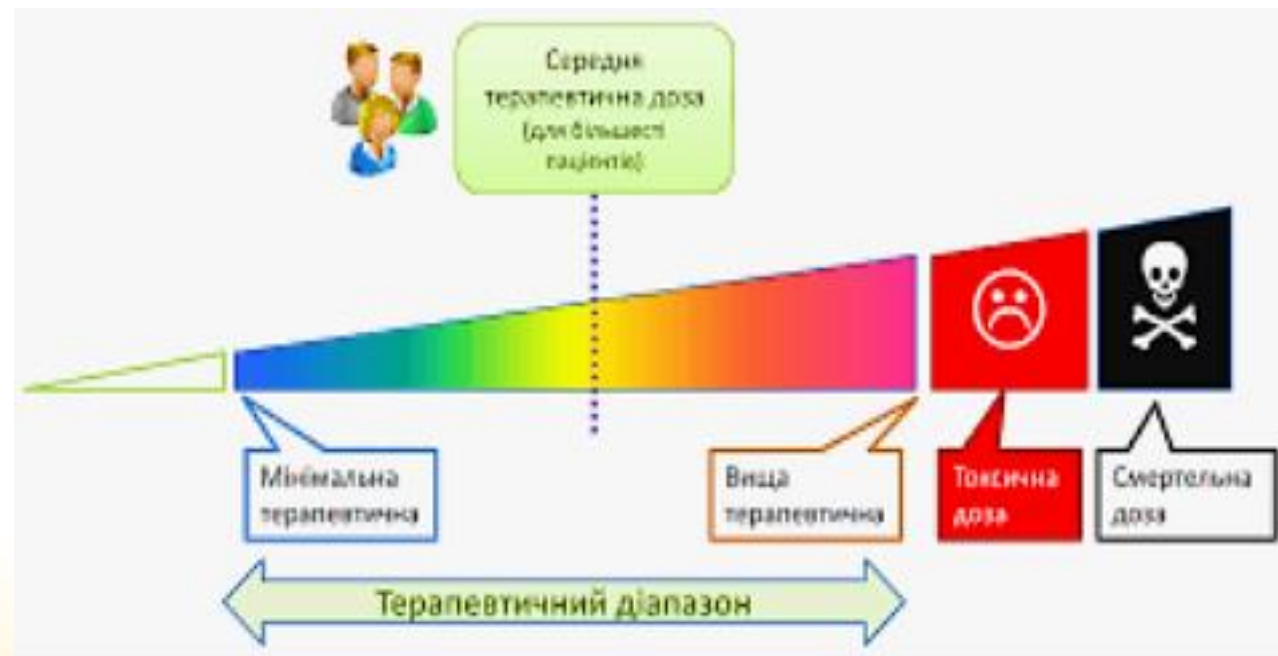 Середня
терапевтична доза
(для більшості
пацієнтів)
Мінімальна
терапевтична
Вища
терапевтична
Токсична
доза
Смертельна
доза
Терапевтичний діапазон